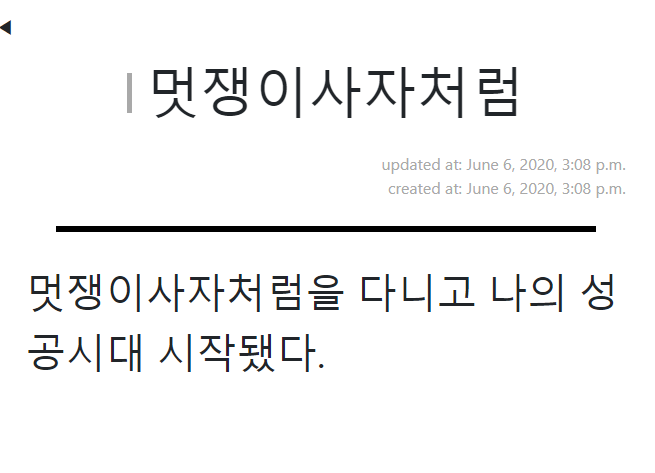 멋쟁이사자처럼
updated at: June 6, 2020, 3:08 p.m.
created at: June 6, 2020, 3:08 p.m.
멋쟁이사자처럼을 다니고 나의 성
공시대 시작됐다.